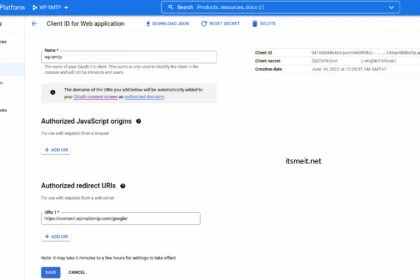 Platform
WP-SMTP
Search Products, resources, docs (/)
Client ID for Web application
DOWNLOAD JSON
RESET SECRET
DELETE
Name *
wp-smtp
The name of your OAuth 2.0 client. This name is only used to identify the client in the
console and will not be shown to end users.
The domains of the URIs you add below will be automatically added to
your OAuth consent screen as authorized domains.
Client ID
Client secret
Creation date
June 16, 2022 at
Authorized JavaScript origins
For use with requests from a browser
+ ADD URI
itsmeit.net
Authorized redirect URIs
For use with requests from a web server
URIs 1 *
https://connect.wpmailsmtp.com/google/
+ ADD URI
Note: It may take 5 minutes to a few hours for settings to take effect
SAVE
CANCEL